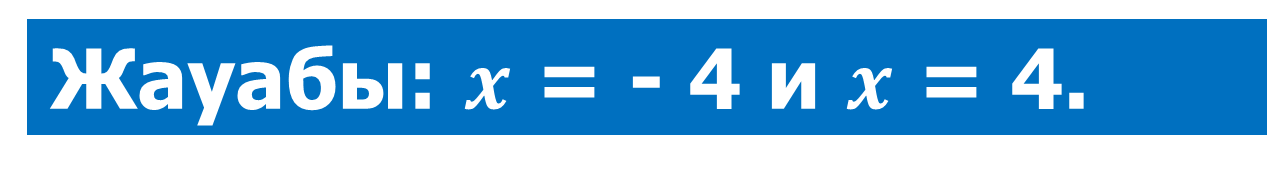 Жауабы: x = - 4 и x = 4.